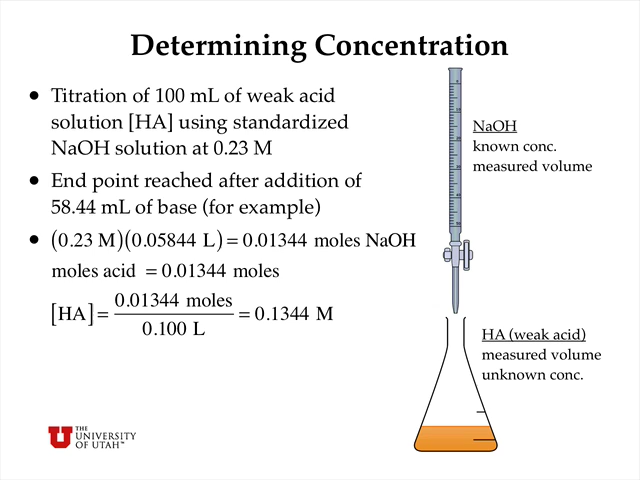 Determining Concentration
• Titration of 100 mL of weak acid
solution [HA] using standardized
NaOH solution at 0.23 M
• End point reached after addition of
58.44 mL of base (for example)
• (0.23 M)(0.05844 L) = 0.01344 moles NaOH
moles acid = 0.01344 moles
[HA] = 0.01344 moles / 0.100 L = 0.1344 M
NaOH
known conc.
measured volume
HA (weak acid)
measured volume
unknown conc.
U THE
UNIVERSITY
OF UTAH™